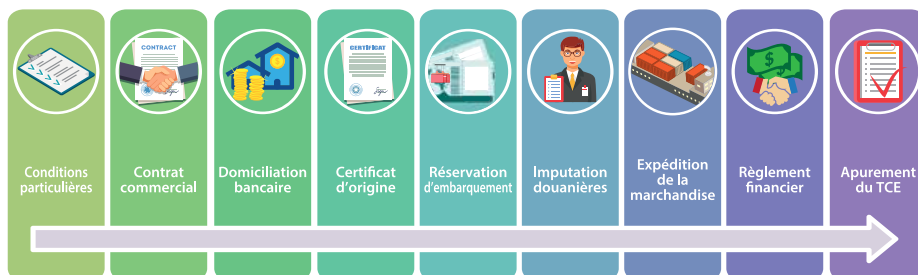 CONTRACT
CERTIFICAT
Conditions
particulières
Contrat
commercial
Domiciliation
bancaire
Certificat
d'origine
Réservation
d'embarquement
Imputation
douanières
Expédition
de la
marchandise
Règlement
financier
Apurement
du TCE